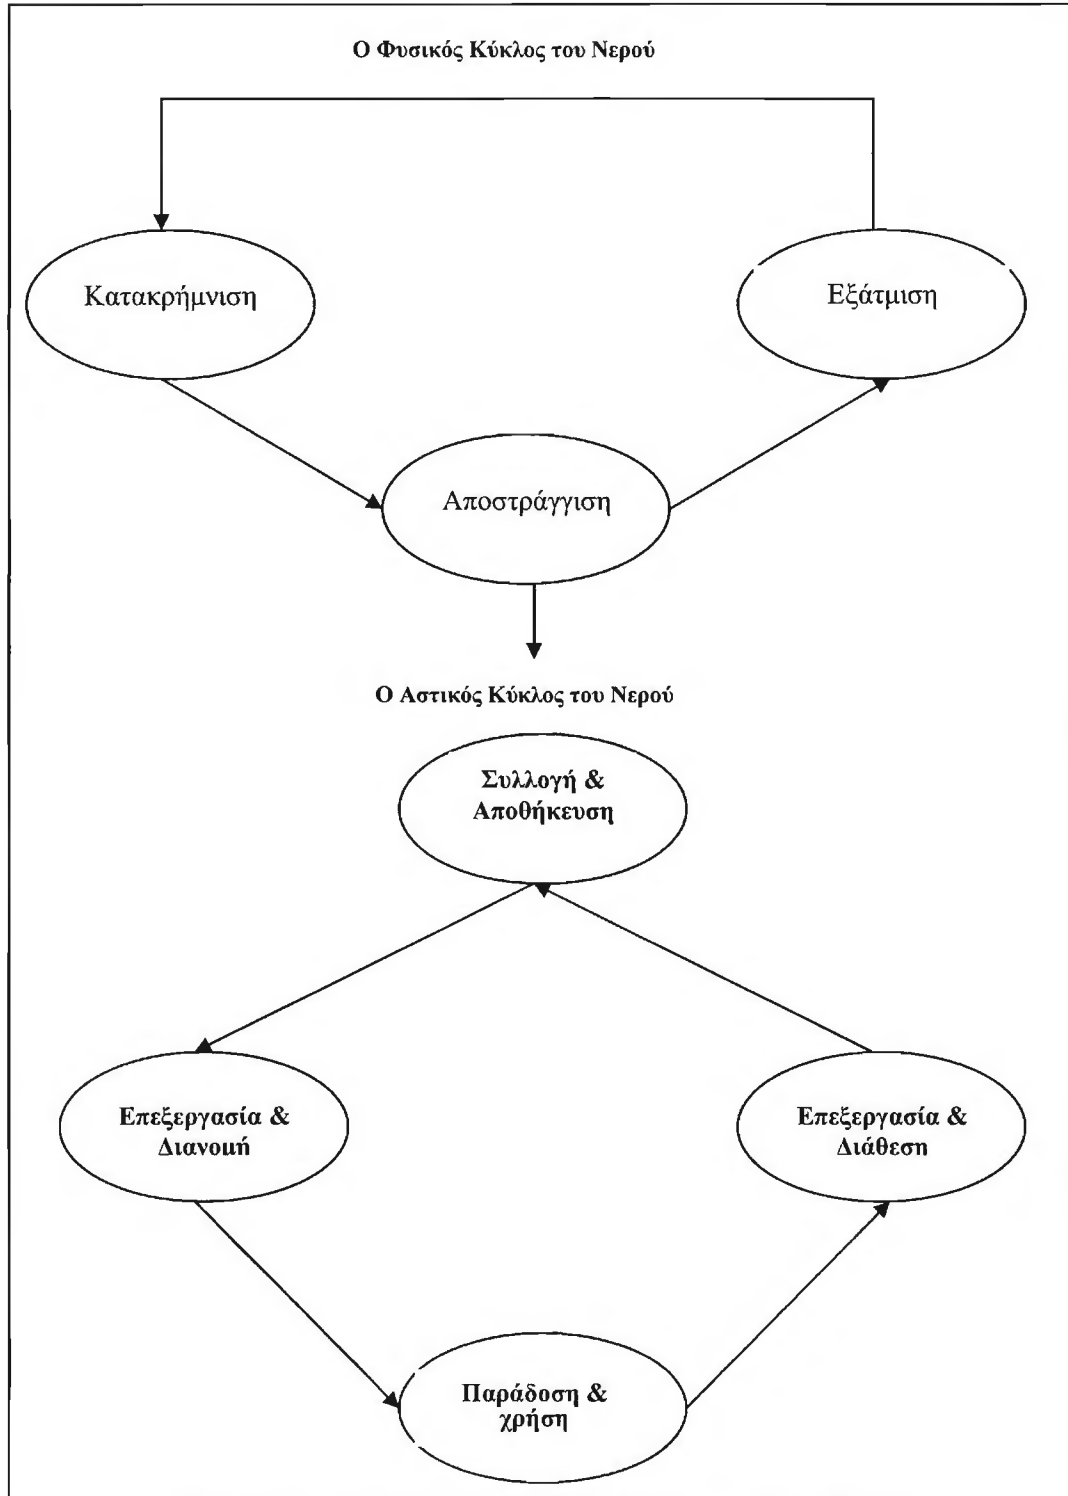 Ο Φυσικός Κύκλος του Νερού
Κατακρήμνιση
Εξάτμιση
Αποστράγγιση
Ο Αστικός Κύκλος του Νερού
Συλλογή &
Αποθήκευση
Επεξεργασία &
Διανομή
Επεξεργασία &
Διάθεση
Παράδοση &
χρήση